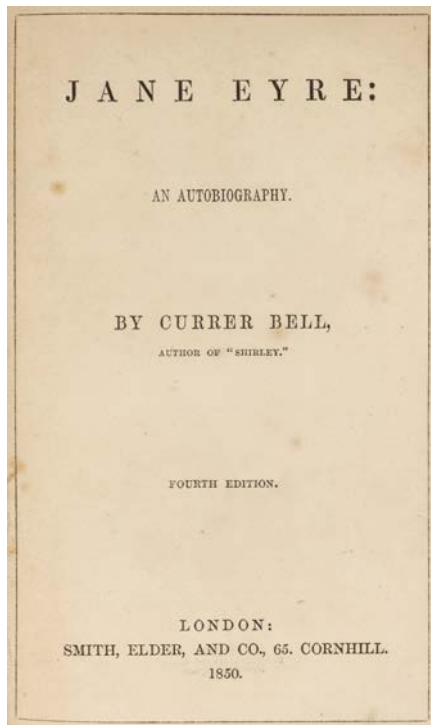 JANE EYRE:
AN AUTOBIOGRAPHY.
BY CURRER BELL,
AUTHOR OF "SHIRLEY."
FOURTH EDITION.
LONDON:
SMITH, ELDER, AND CO., 65. CORNHILL.
1850.